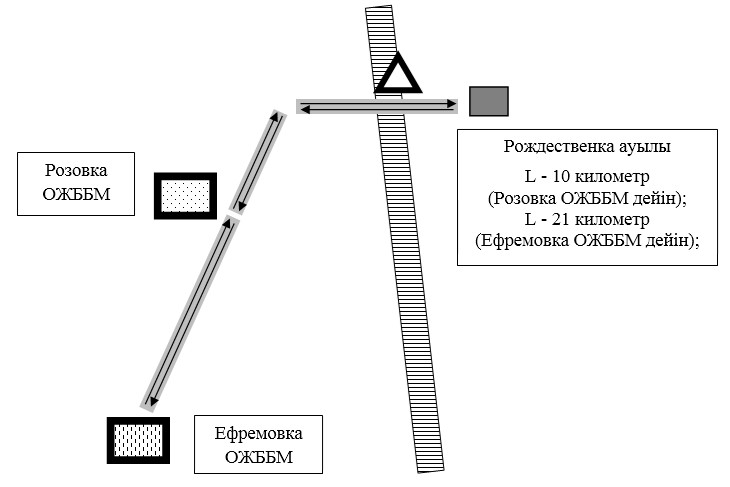 Розовка
ОЖББМ
Рождественка ауылы
L - 10 километр
(Розовка ОЖББМ дейін);
L - 21 километр
(Ефремовка ОЖББМ дейін);
Ефремовка
ОЖББМ